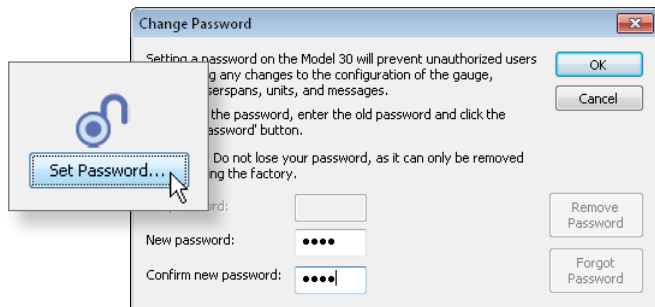 Change Password
Setting a password on the Model 30 will prevent unauthorized users
any changes to the configuration of the gauge,
userspans, units, and messages.
the password, enter the old password and click the
Password' button.
Do not lose your password, as it can only be removed
the factory.
OK
Cancel
Set Password...
New password:
Confirm new password:
Remove
Password
Forgot
Password